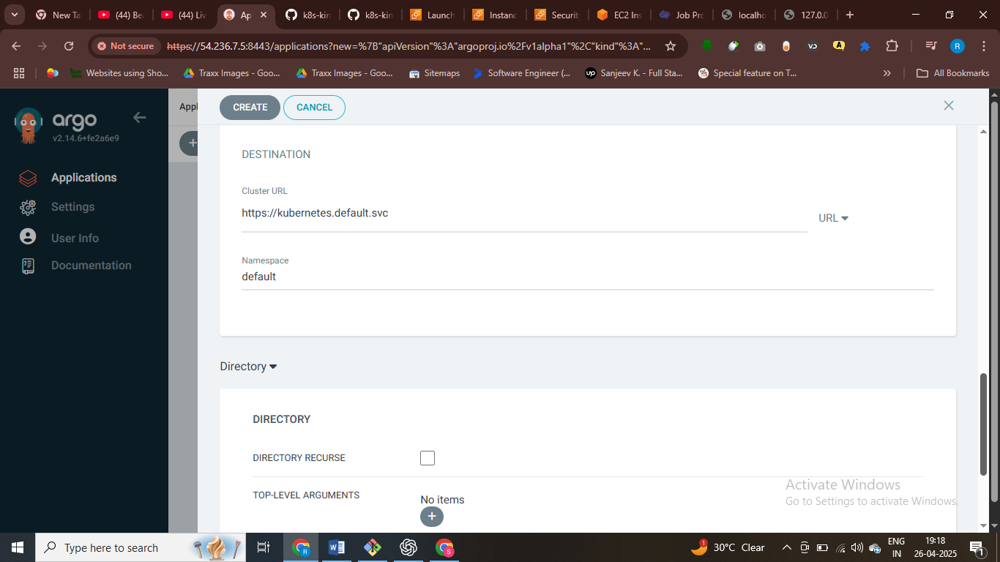 New Ta
(44) Be
(44) Liv
Ap
k8s-kin
k8s-kin
Launch
Instanc
Security
EC2 Ins
Job Pro
localho
127.0.0
Not secure
https://54.236.7.5:8443/applications?new=%7B"apiVersion"%3A"argoproj.io%2Fv1alpha1"%2C"kind"%3A"...
R
Websites using Sho...
Traxx Images - Goo...
Traxx Images - Goo...
Sitemaps
Software Engineer (...
up
Sanjeev K. - Full Sta...
Special feature on T...
»
All Bookmarks
argo
v2.14.6+fe2a6e9
Applications
Settings
User Info
Documentation
Appl
+
CREATE
CANCEL
DESTINATION
Cluster URL
https://kubernetes.default.svc
URL
Namespace
default
Directory
DIRECTORY
DIRECTORY RECURSE
TOP-LEVEL ARGUMENTS
No items
+
Activate Windows
Go to Settings to activate Windows.
Type here to search
30°C Clear
ENG
IN
19:18
26-04-2025